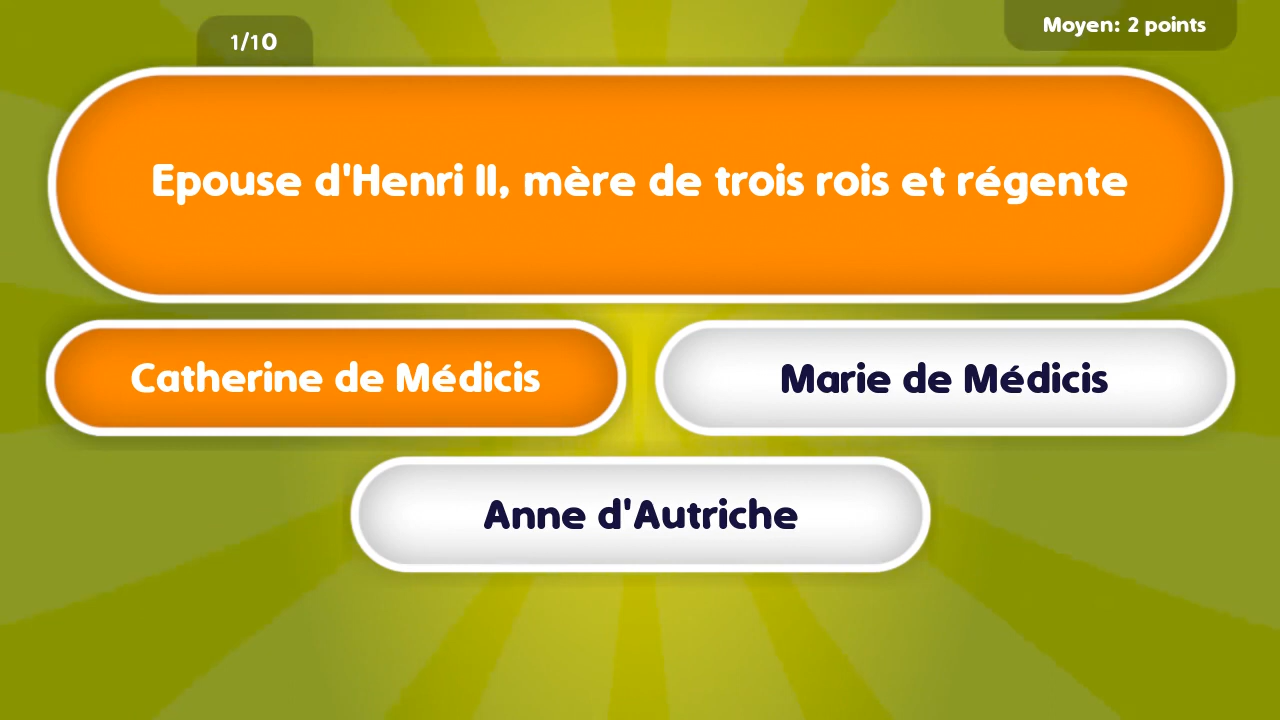 1/10
Moyen: 2 points
Epouse d'Henri II, mère de trois rois et régente
Catherine de Médicis
Marie de Médicis
Anne d'Autriche